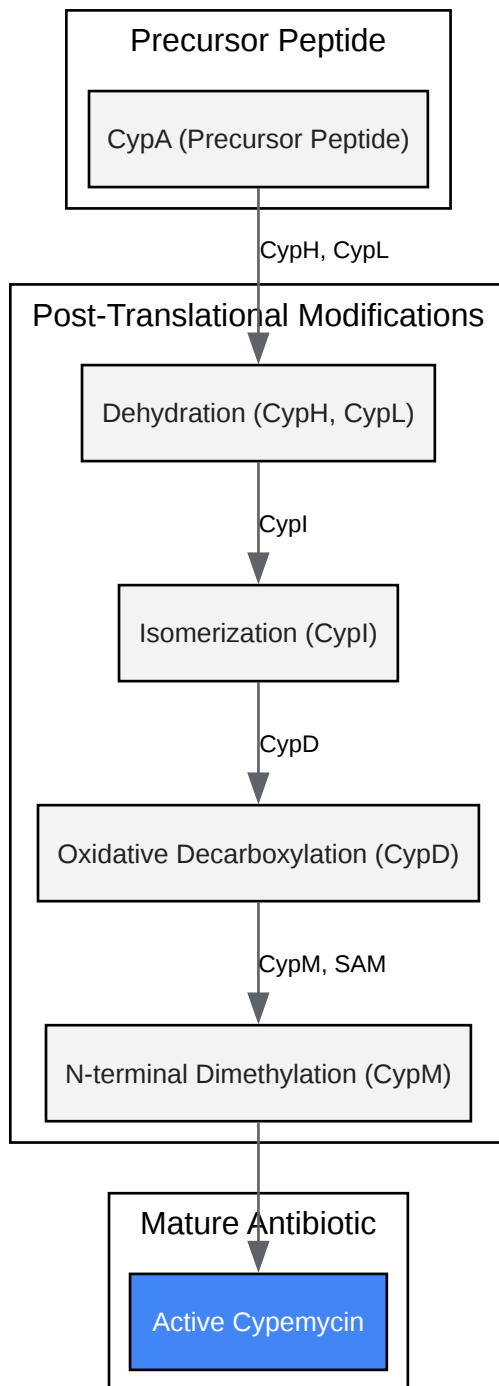 Precursor Peptide
CypA (Precursor Peptide)
CypH, CypL
Post-Translational Modifications
Dehydration (CypH, CypL)
CypI
Isomerization (CypI)
CypD
Oxidative Decarboxylation (CypD)
CypM, SAM
N-terminal Dimethylation (CypM)
Mature Antibiotic
Active Cypemycin